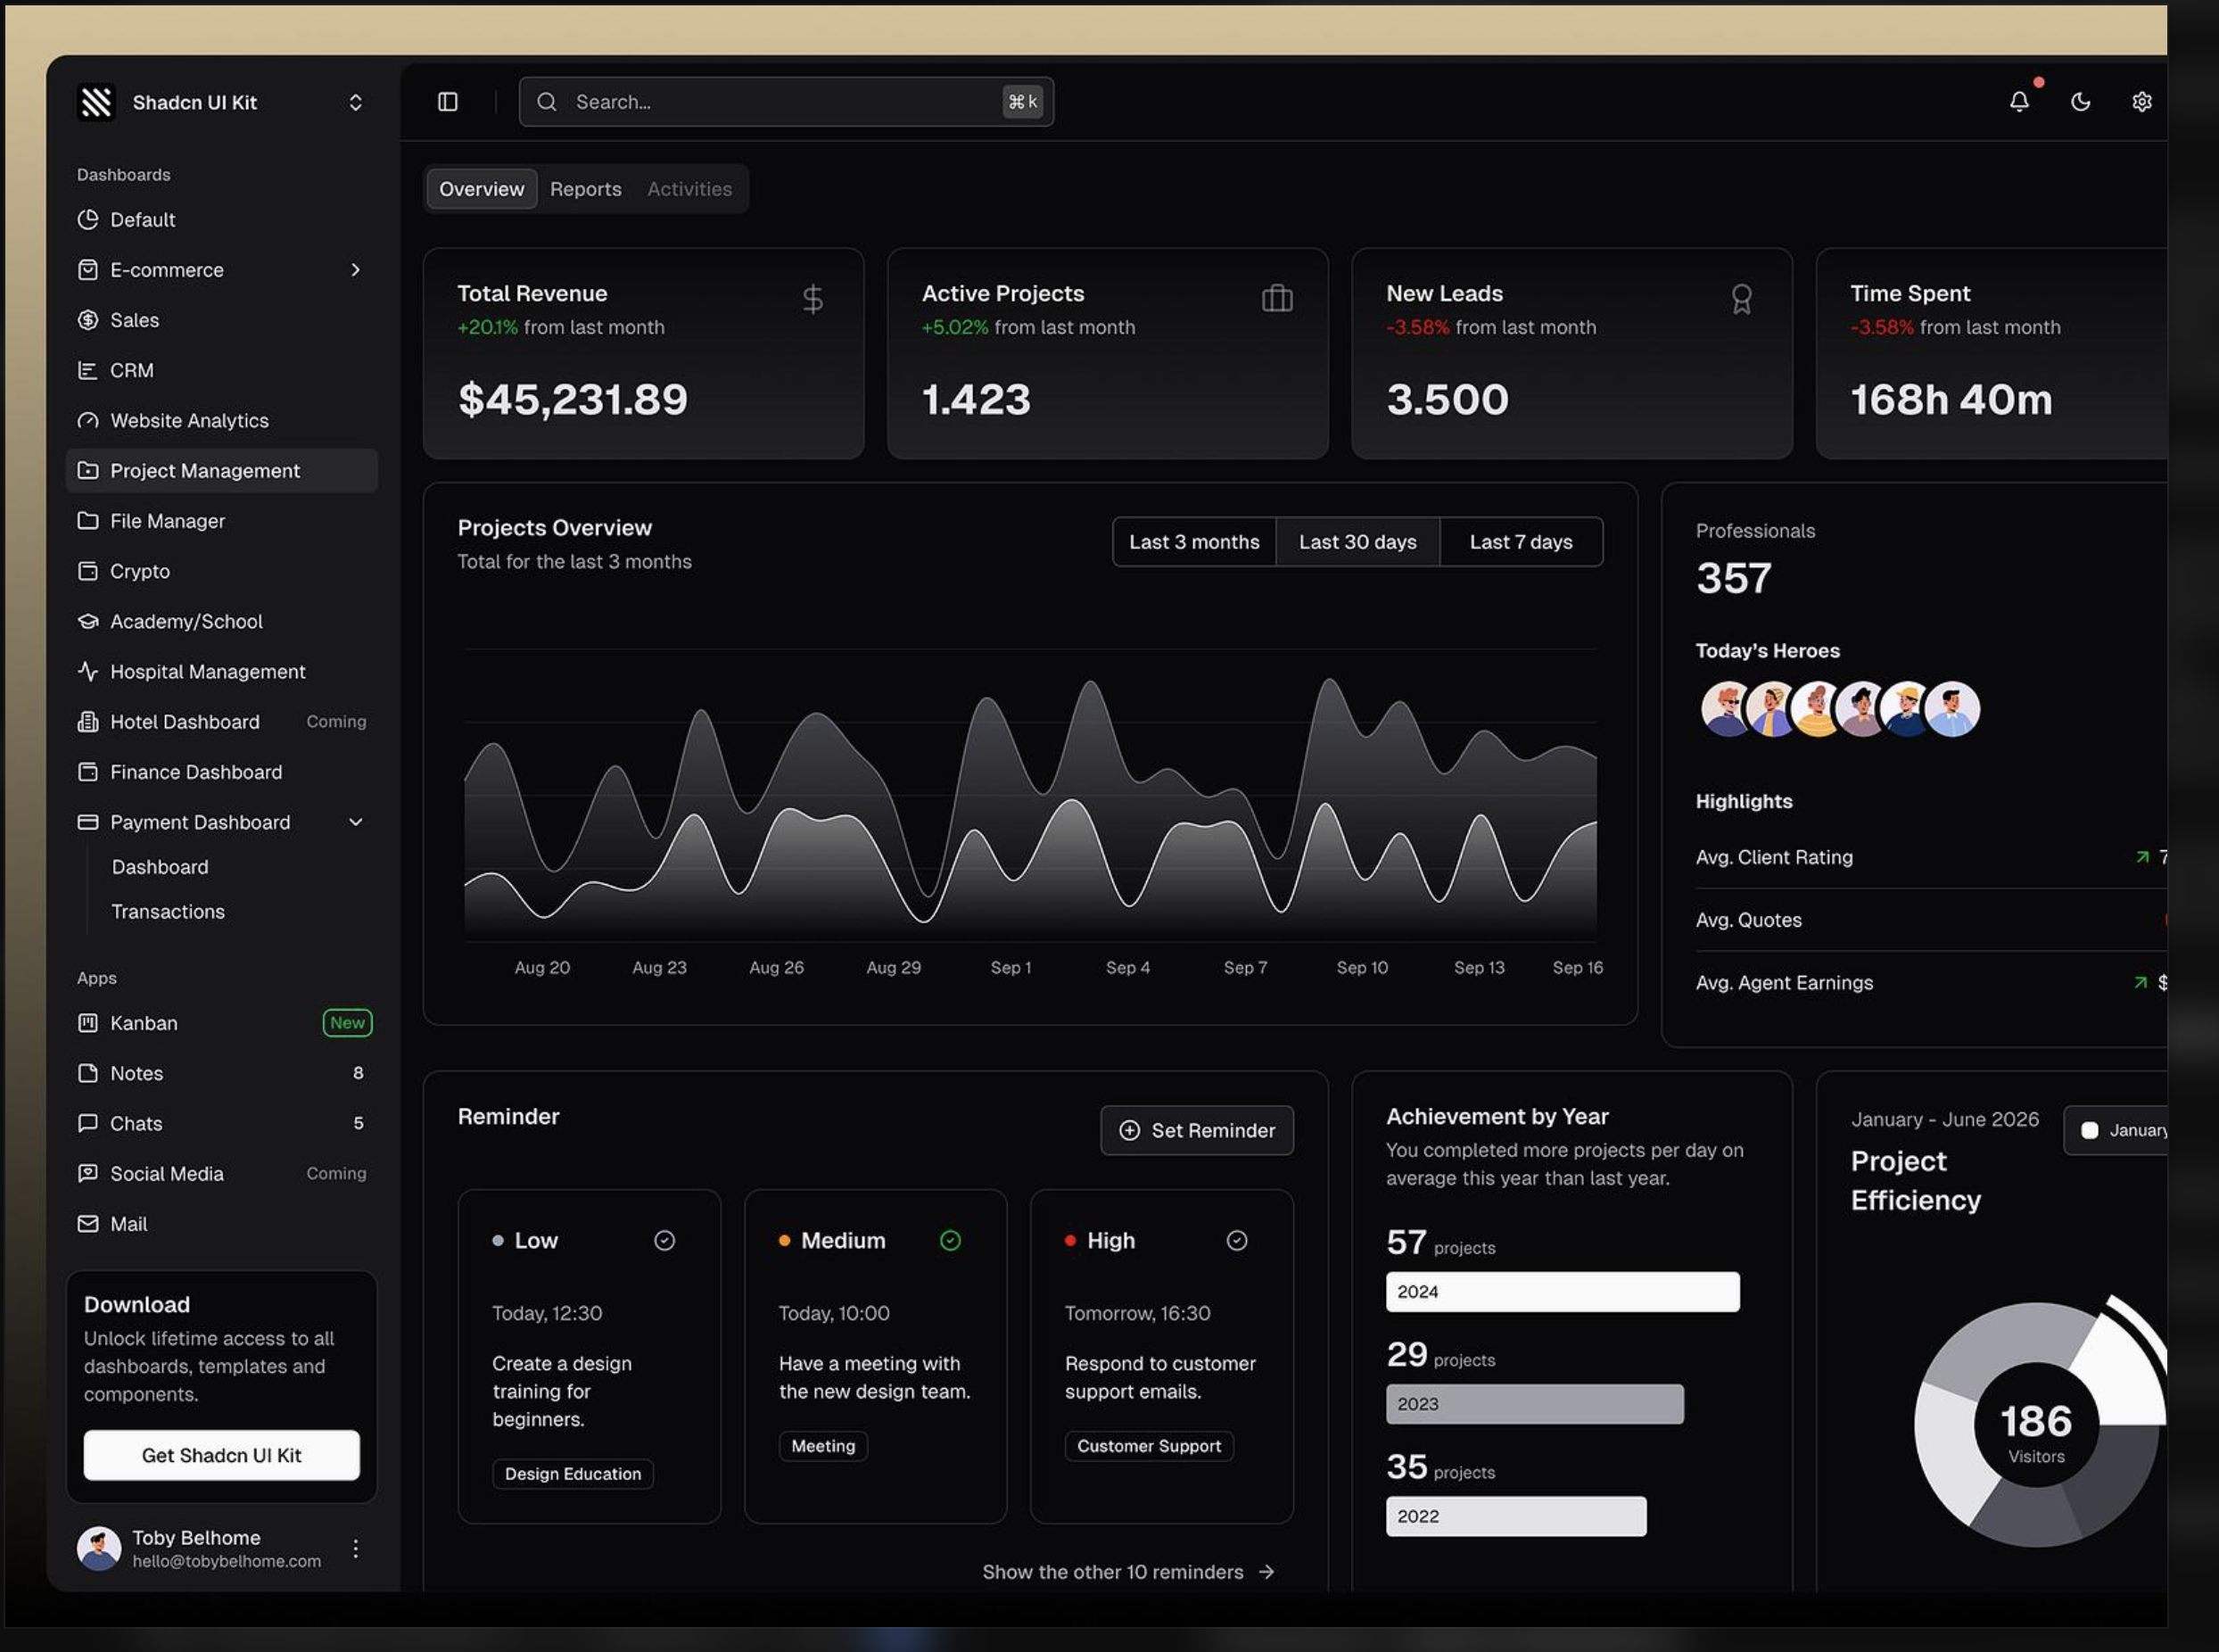 Shadcn UI Kit
Dashboards
Default
E-commerce
Sales
CRM
Website Analytics
Project Management
File Manager
Crypto
Academy/School
Hospital Management
Hotel Dashboard Coming
Finance Dashboard
Payment Dashboard
Dashboard
Transactions
Apps
Kanban New
Notes 8
Chats 5
Social Media Coming
Mail
Download
Unlock lifetime access to all
dashboards, templates and
components.
Get Shadcn UI Kit
Toby Belhome
hello@tobybelhome.com
Search... ⌘ k
Overview Reports Activities
Total Revenue
+20.1% from last month
$45,231.89
Active Projects
+5.02% from last month
1.423
New Leads
-3.58% from last month
3.500
Time Spent
-3.58% from last month
168h 40m
Projects Overview
Total for the last 3 months
Last 3 months Last 30 days Last 7 days
Aug 20 Aug 23 Aug 26 Aug 29 Sep 1 Sep 4 Sep 7 Sep 10 Sep 13 Sep 16
Professionals
357
Today's Heroes
Highlights
Avg. Client Rating
Avg. Quotes
Avg. Agent Earnings $
Reminder
Set Reminder
Low
Today, 12:30
Create a design
training for
beginners.
Design Education
Medium
Today, 10:00
Have a meeting with
the new design team.
Meeting
High
Tomorrow, 16:30
Respond to customer
support emails.
Customer Support
Show the other 10 reminders
Achievement by Year
You completed more projects per day on
average this year than last year.
57 projects
2024
29 projects
2023
35 projects
2022
January - June 2026
January
Project
Efficiency
186
Visitors